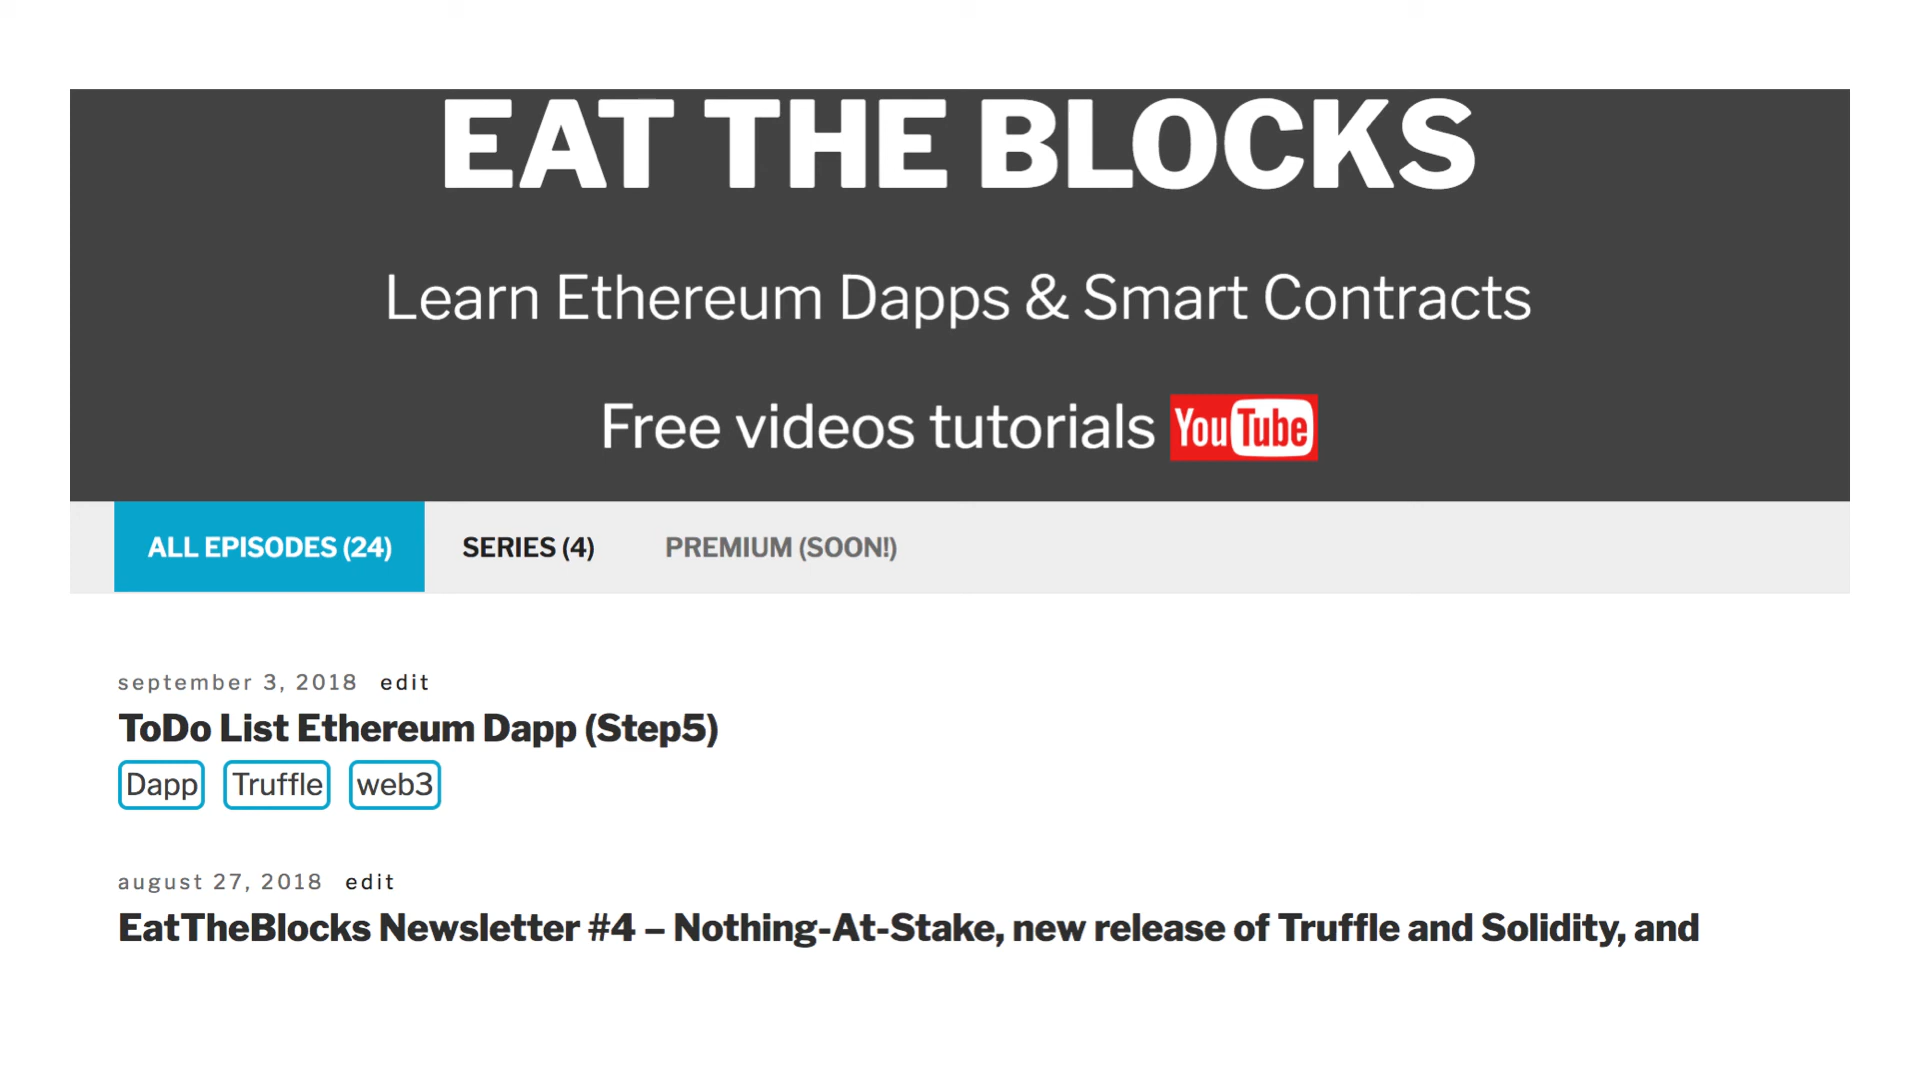 EAT THE BLOCKS
Learn Ethereum Dapps & Smart Contracts
Free videos tutorials YouTube
ALL EPISODES (24) SERIES (4) PREMIUM (SOON!)
september 3, 2018 edit
ToDo List Ethereum Dapp (Step5)
Dapp Truffle web3
august 27, 2018 edit
EatTheBlocks Newsletter #4 – Nothing-At-Stake, new release of Truffle and Solidity, and